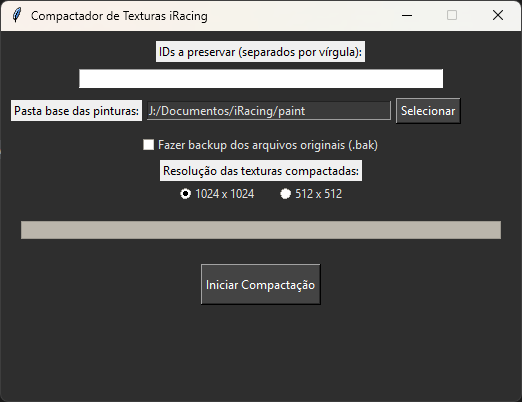 Compactador de Texturas iRacing
IDs a preservar (separados por vírgula):
Pasta base das pinturas: J:/Documentos/iRacing/paint Selecionar
Fazer backup dos arquivos originais (.bak)
Resolução das texturas compactadas:
1024 x 1024 512 x 512
Iniciar Compactação